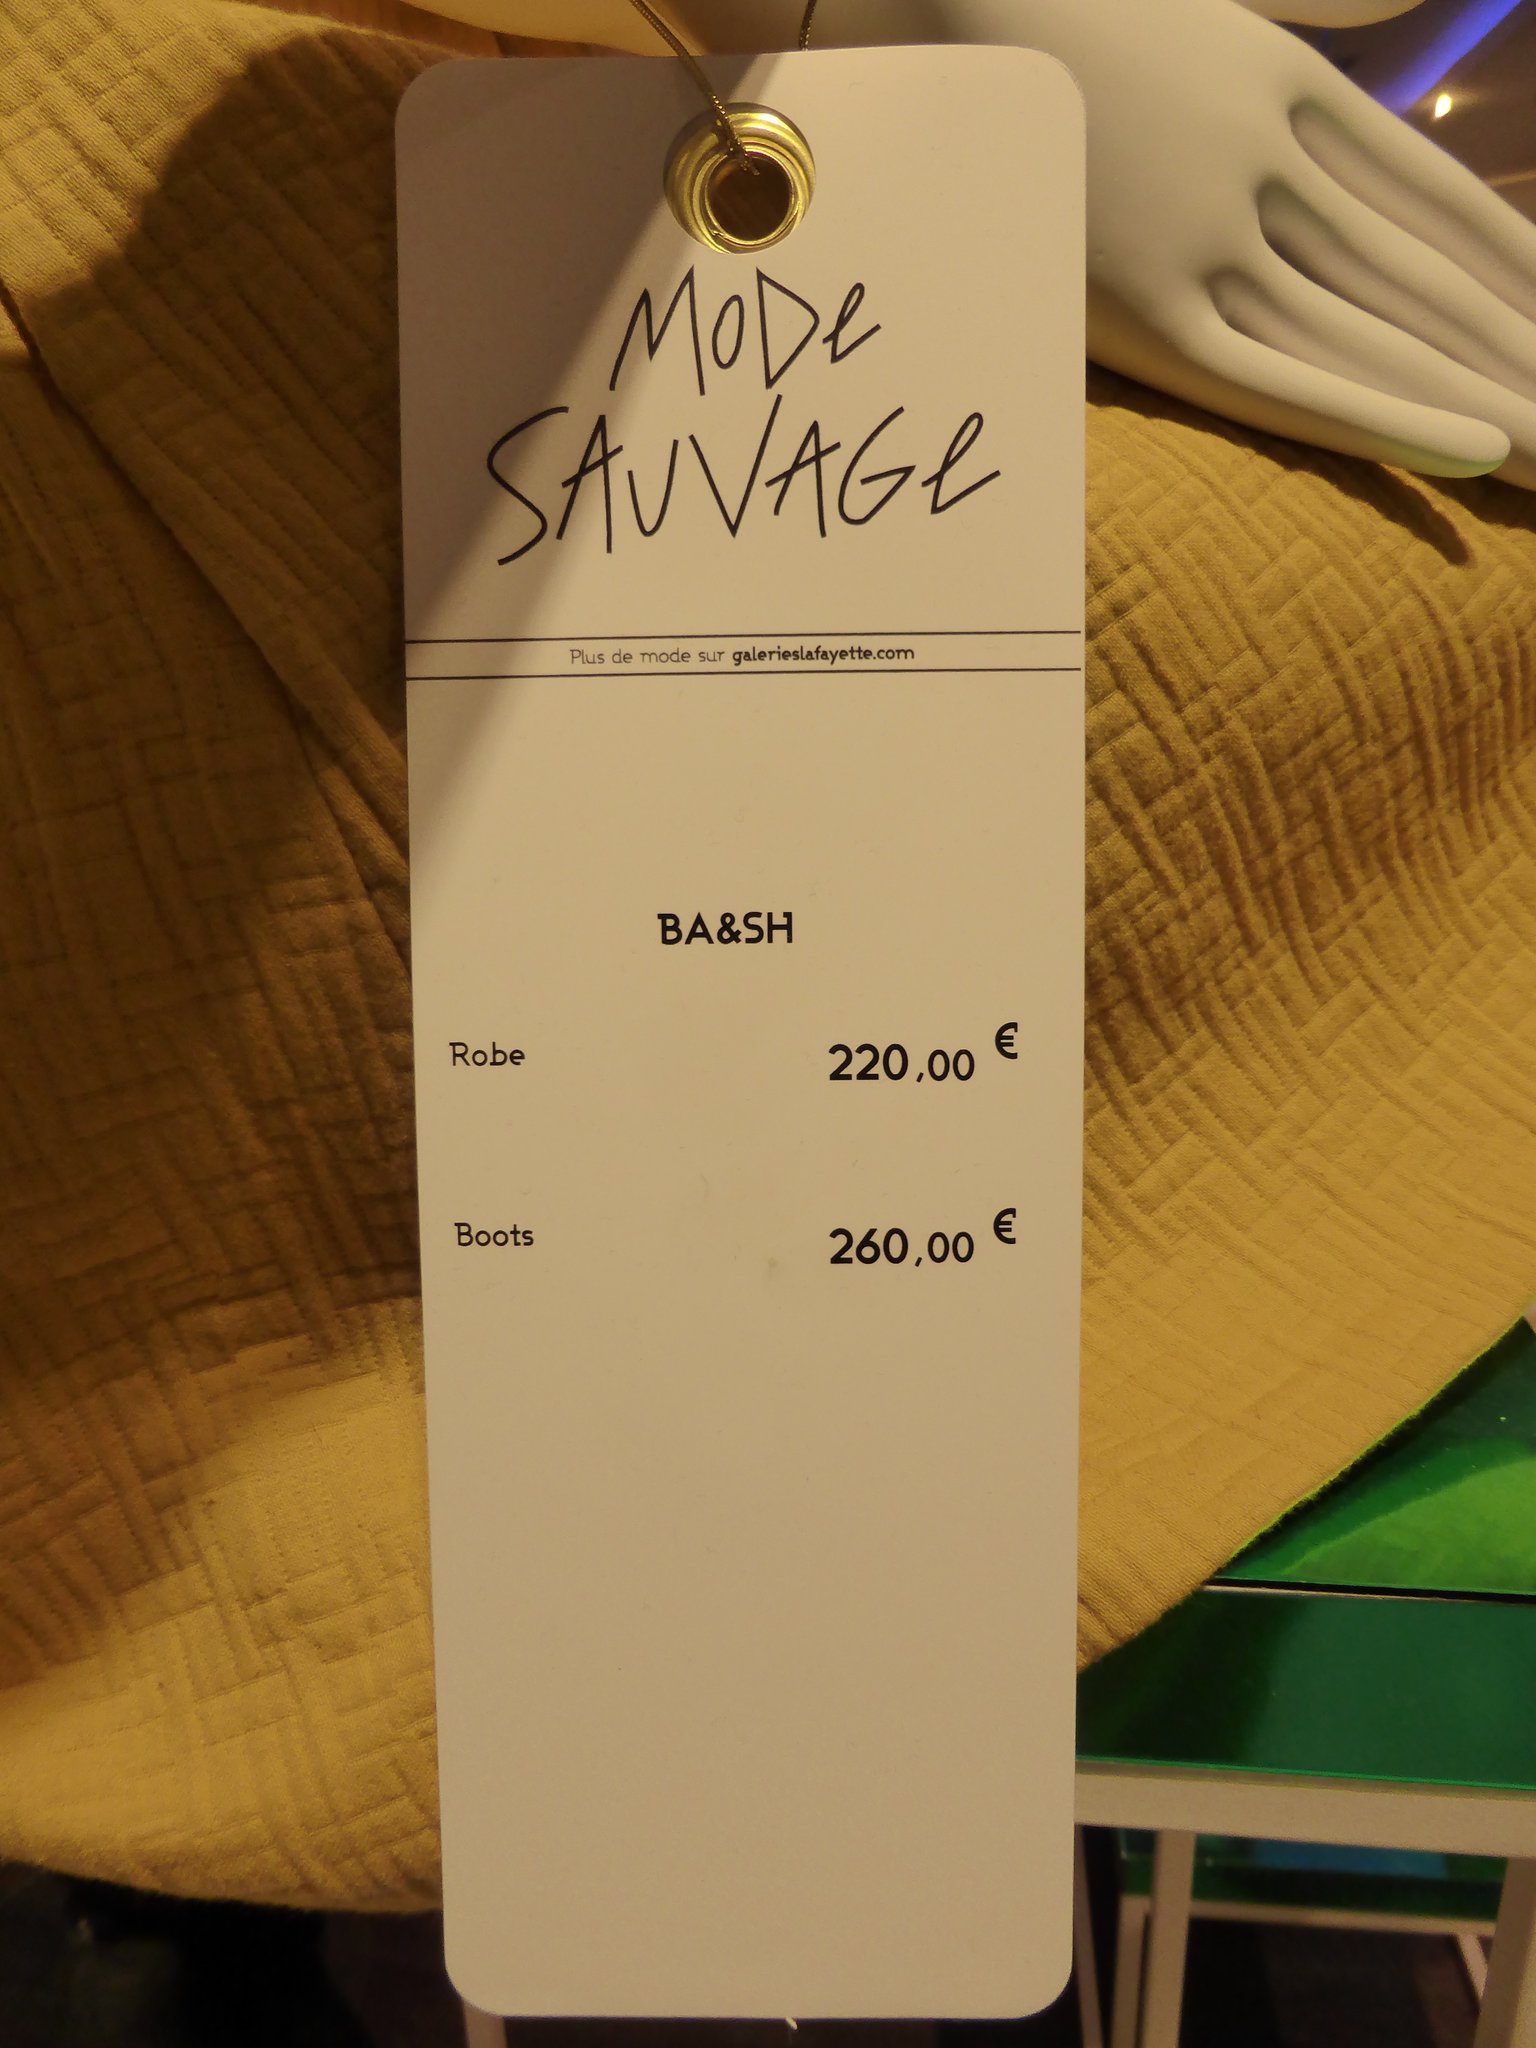 MODe
SAUVAGe
Plus de mode sur galerieslafayette.com
BA&SH
Robe 220,00 €
Boots 260,00 €